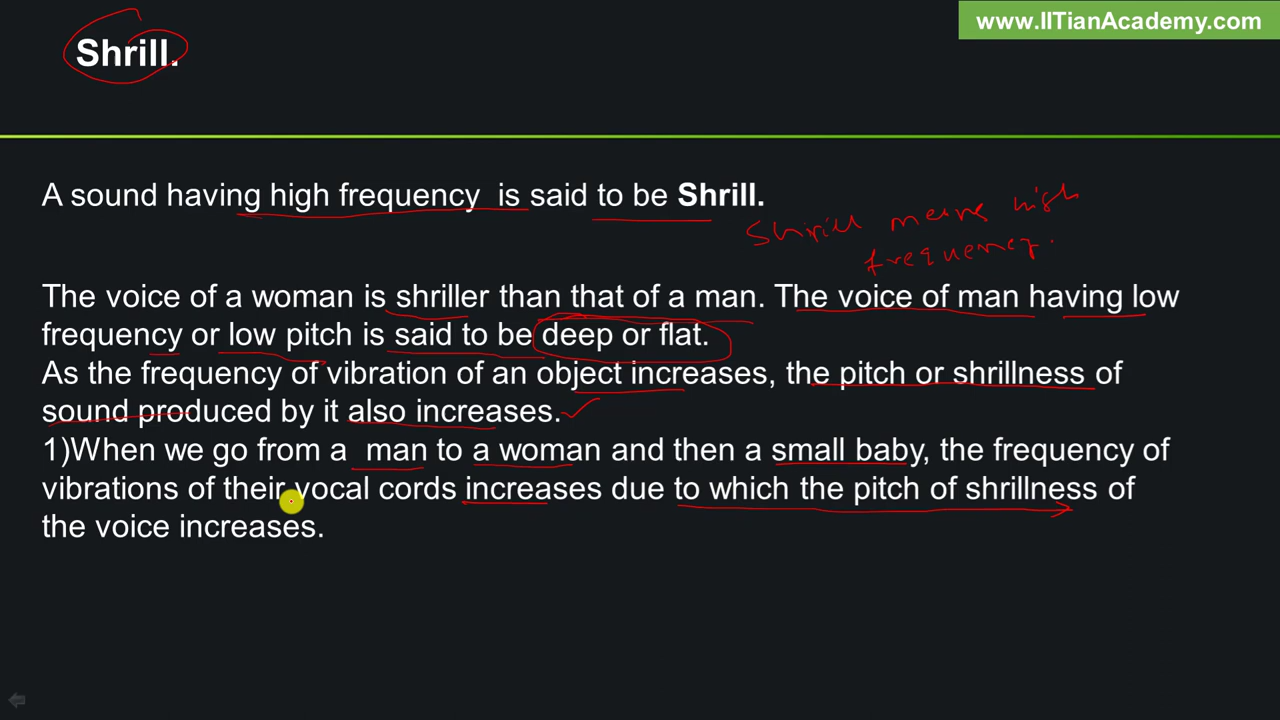 www.IITianAcademy.com
Shrill.
A sound having high frequency is said to be Shrill.
Shrill means high
frequency.
The voice of a woman is shriller than that of a man. The voice of man having low
frequency or low pitch is said to be deep or flat.
As the frequency of vibration of an object increases, the pitch or shrillness of
sound produced by it also increases.
1)When we go from a man to a woman and then a small baby, the frequency of
vibrations of their vocal cords increases due to which the pitch of shrillness of
the voice increases.